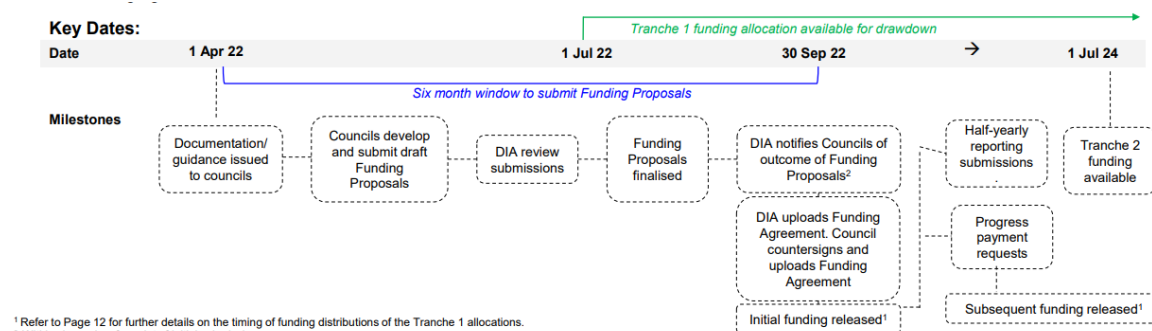 Key Dates:
Tranche 1 funding allocation available for drawdown
Date
1 Apr 22
1 Jul 22
30 Sep 22
→
1 Jul 24
Six month window to submit Funding Proposals
Milestones
Documentation/
guidance issued
to councils
Councils develop
and submit draft
Funding
Proposals
DIA review
submissions
Funding
Proposals
finalised
DIA notifies Councils of
outcome of Funding
Proposals²
DIA uploads Funding
Agreement. Council
countersigns and
uploads Funding
Agreement
Initial funding released¹
Half-yearly
reporting
submissions
.
Progress
payment
requests
Subsequent funding released¹
Tranche 2
funding
available
¹ Refer to Page 12 for further details on the timing of funding distributions of the Tranche 1 allocations.